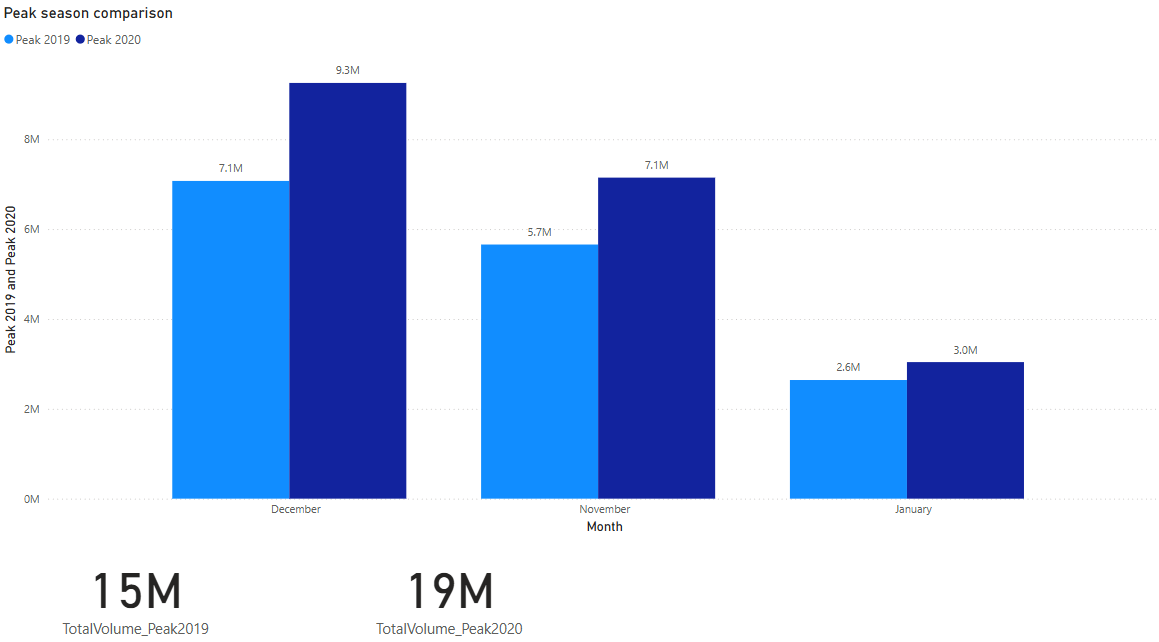 Peak season comparison
Peak 2019 Peak 2020
Peak 2019 and Peak 2020
8M
6M
4M
2M
0M
7.1M
9.3M
5.7M
7.1M
2.6M
3.0M
December
November
January
Month
15M
TotalVolume_Peak2019
19M
TotalVolume_Peak2020